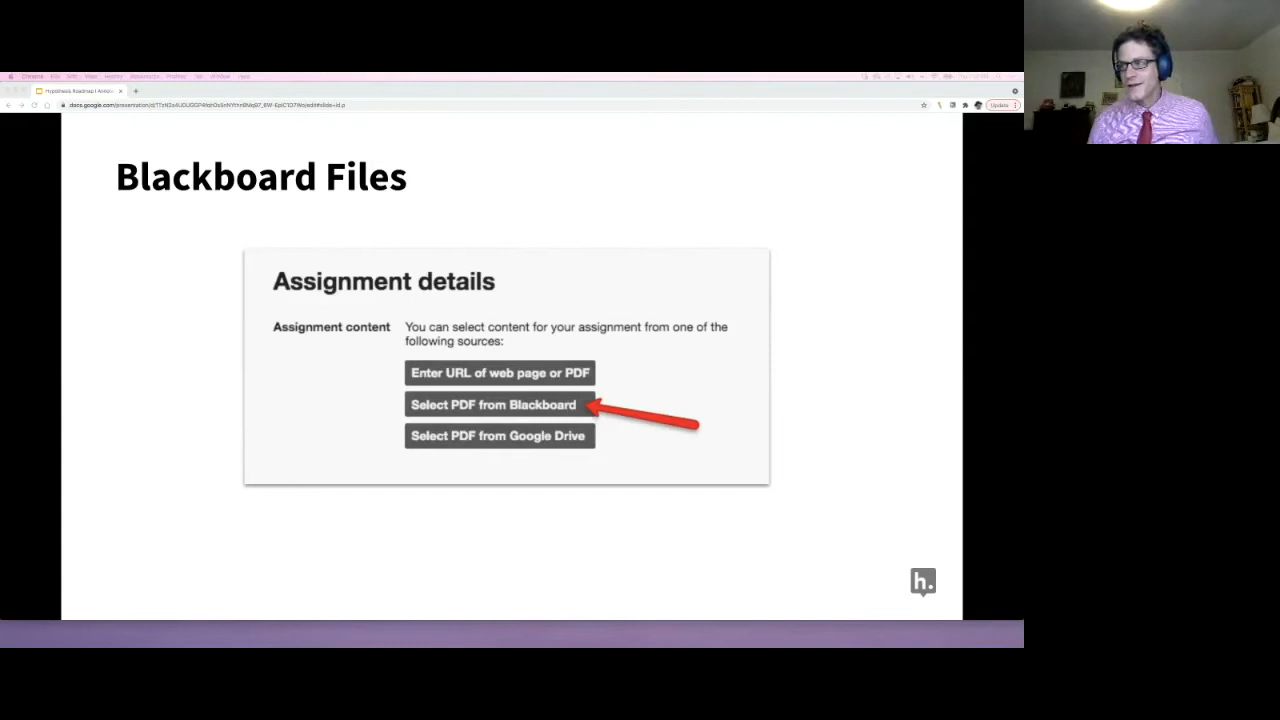 Blackboard Files
Assignment details
Assignment content
You can select content for your assignment from one of the
following sources:
Enter URL of web page or PDF
Select PDF from Blackboard
Select PDF from Google Drive
h.
Update